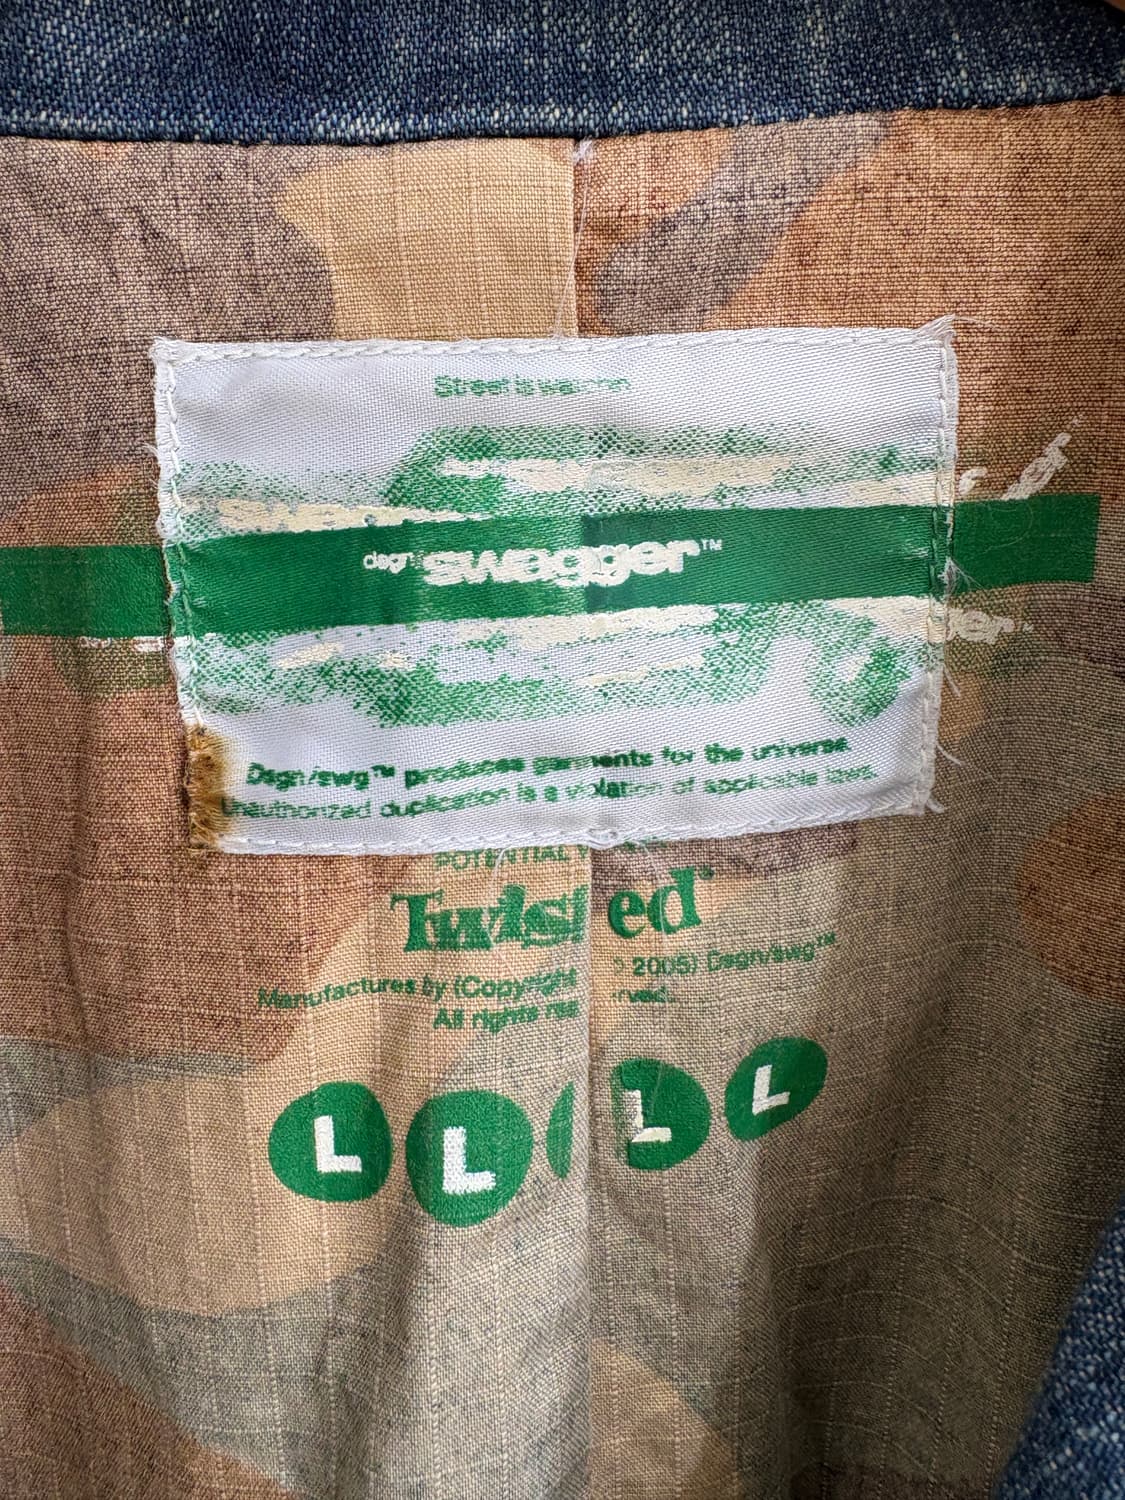 Street is
dsgn swagger™
Dsgn/swg™ produces garments for the universe.
Unauthorized duplication is a violation of applicable laws.
POTENTIAL
Twisted
Manufactures by (Copyright © 2005) Dsgn/swg™
All rights reserved.
L L L L